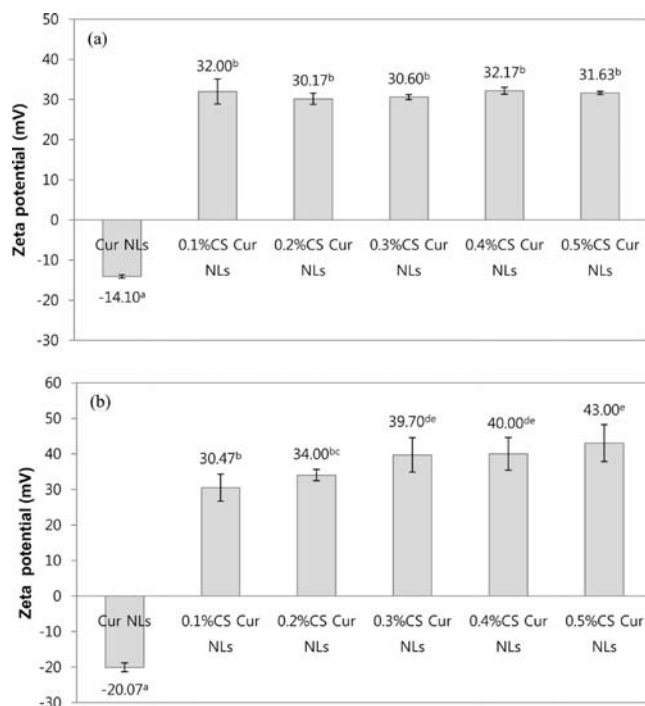 50
(a)
40
32.00ᵇ
30.17ᵇ
30.60ᵇ
32.17ᵇ
31.63ᵇ
30
20
10
0
-10
-20
-30
Zeta potential (mV)
Cur NLs
0.1%CS Cur NLs
0.2%CS Cur NLs
0.3%CS Cur NLs
0.4%CS Cur NLs
0.5%CS Cur NLs
-14.10ᵃ
60
(b)
50
40
30
20
10
0
-10
-20
-30
Zeta potential (mV)
30.47ᵇ
34.00ᵇᶜ
39.70ᵈᵉ
40.00ᵈᵉ
43.00ᵉ
Cur NLs
0.1%CS Cur NLs
0.2%CS Cur NLs
0.3%CS Cur NLs
0.4%CS Cur NLs
0.5%CS Cur NLs
-20.07ᵃ